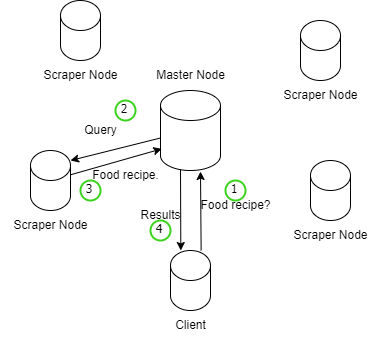 Scraper Node
Master Node
Scraper Node
2
Query
Food recipe.
3
1
Food recipe?
Results
4
Scraper Node
Scraper Node
Client